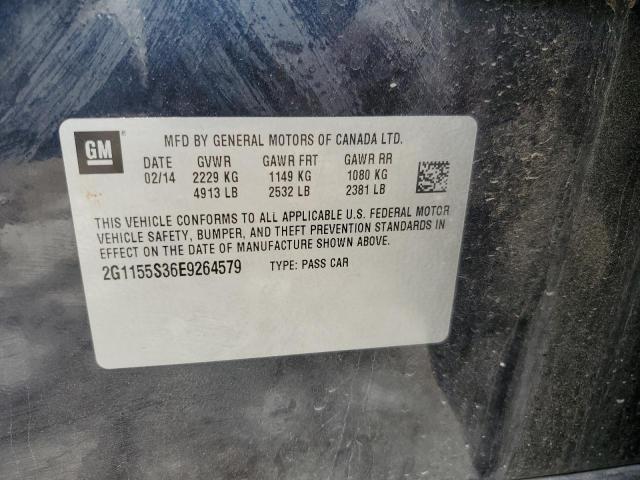 GM
MFD BY GENERAL MOTORS OF CANADA LTD.
DATE GVWR GAWR FRT GAWR RR
02/14 2229 KG 1149 KG 1080 KG
4913 LB 2532 LB 2381 LB
THIS VEHICLE CONFORMS TO ALL APPLICABLE U.S. FEDERAL MOTOR
VEHICLE SAFETY, BUMPER, AND THEFT PREVENTION STANDARDS IN
EFFECT ON THE DATE OF MANUFACTURE SHOWN ABOVE.
2G1155S36E9264579 TYPE: PASS CAR